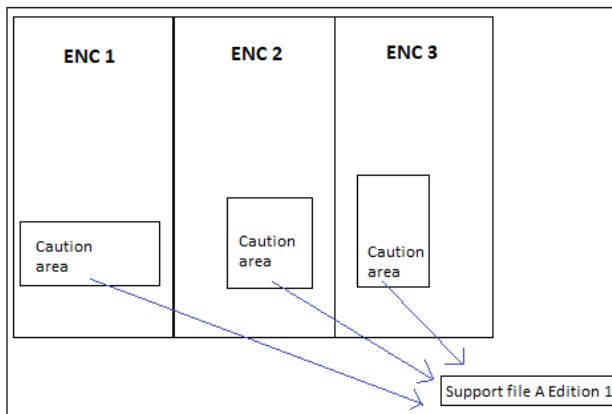 ENC 1
ENC 2
ENC 3
Caution
area
Caution
area
Caution
area
Support file A Edition 1